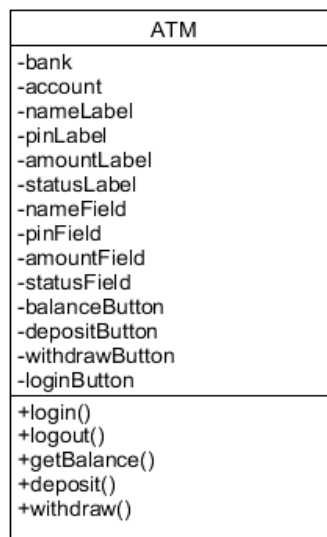 ATM
-bank
-account
-nameLabel
-pinLabel
-amountLabel
-statusLabel
-nameField
-pinField
-amountField
-statusField
-balanceButton
-depositButton
-withdrawButton
-loginButton
+login()
+logout()
+getBalance()
+deposit()
+withdraw()